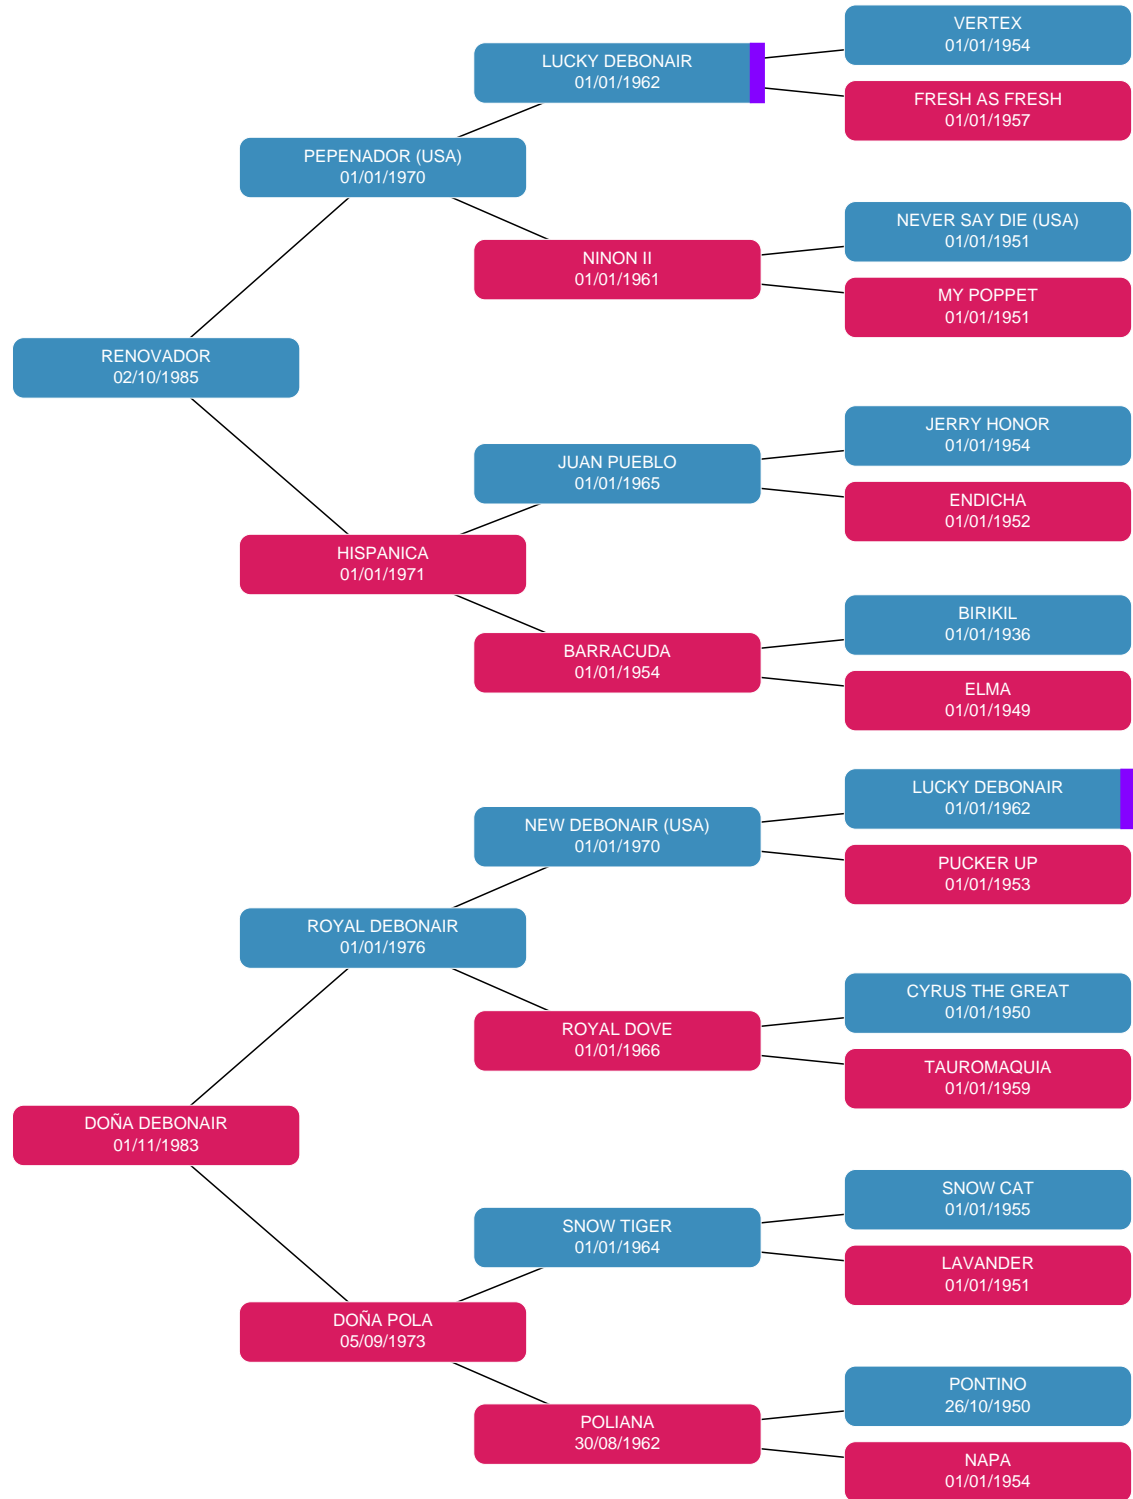 VERTEX
01/01/1954
LUCKY DEBONAIR
01/01/1962
FRESH AS FRESH
01/01/1957
PEPENADOR (USA)
01/01/1970
NEVER SAY DIE (USA)
01/01/1951
NINON II
01/01/1961
MY POPPET
01/01/1951
RENOVADOR
02/10/1985
JERRY HONOR
01/01/1954
JUAN PUEBLO
01/01/1965
ENDICHA
01/01/1952
HISPANICA
01/01/1971
BIRIKIL
01/01/1936
BARRACUDA
01/01/1954
ELMA
01/01/1949
LUCKY DEBONAIR
01/01/1962
NEW DEBONAIR (USA)
01/01/1970
PUCKER UP
01/01/1953
ROYAL DEBONAIR
01/01/1976
CYRUS THE GREAT
01/01/1950
ROYAL DOVE
01/01/1966
TAUROMAQUIA
01/01/1959
DOÑA DEBONAIR
01/11/1983
SNOW CAT
01/01/1955
SNOW TIGER
01/01/1964
LAVANDER
01/01/1951
DOÑA POLA
05/09/1973
PONTINO
26/10/1950
POLIANA
30/08/1962
NAPA
01/01/1954